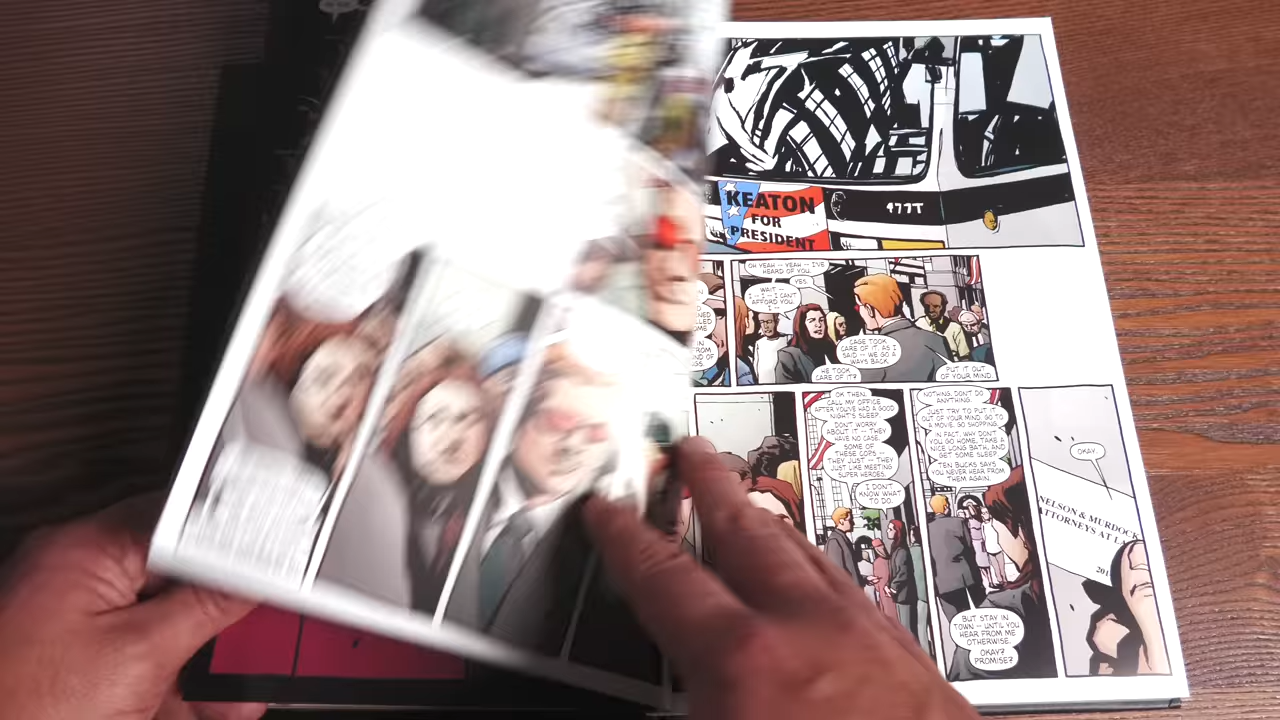 KEATON
FOR
PRESIDENT
477T
OH YEAH -- YEAH -- I'VE
HEARD OF YOU.
YES.
WAIT --
I -- I -- I CAN'T
AFFORD YOU.
I --
CAGE TOOK
CARE OF IT. AS I
SAID -- WE GO A
WAYS BACK.
HE TOOK
CARE OF IT?
PUT IT OUT
OF YOUR MIND.
OK THEN.
CALL MY OFFICE
AFTER YOU'VE HAD A GOOD
NIGHT'S SLEEP.
DON'T WORRY
ABOUT IT -- THEY
HAVE NO CASE.
SOME OF
THESE COPS --
THEY JUST -- THEY
JUST LIKE MEETING
SUPER HEROES.
I DON'T
KNOW WHAT
TO DO.
NOTHING. DON'T DO
ANYTHING.
JUST TRY TO PUT IT
OUT OF YOUR MIND. GO TO
A MOVIE. GO SHOPPING.
IN FACT, WHY DON'T
YOU GO HOME, TAKE A
NICE LONG BATH, AND
GET SOME SLEEP.
TEN BUCKS SAYS
YOU NEVER HEAR FROM
THEM AGAIN.
BUT STAY IN
TOWN -- UNTIL YOU
HEAR FROM ME
OTHERWISE.
OKAY?
PROMISE?
OKAY.
NELSON & MURDOCK
ATTORNEYS AT LA
201